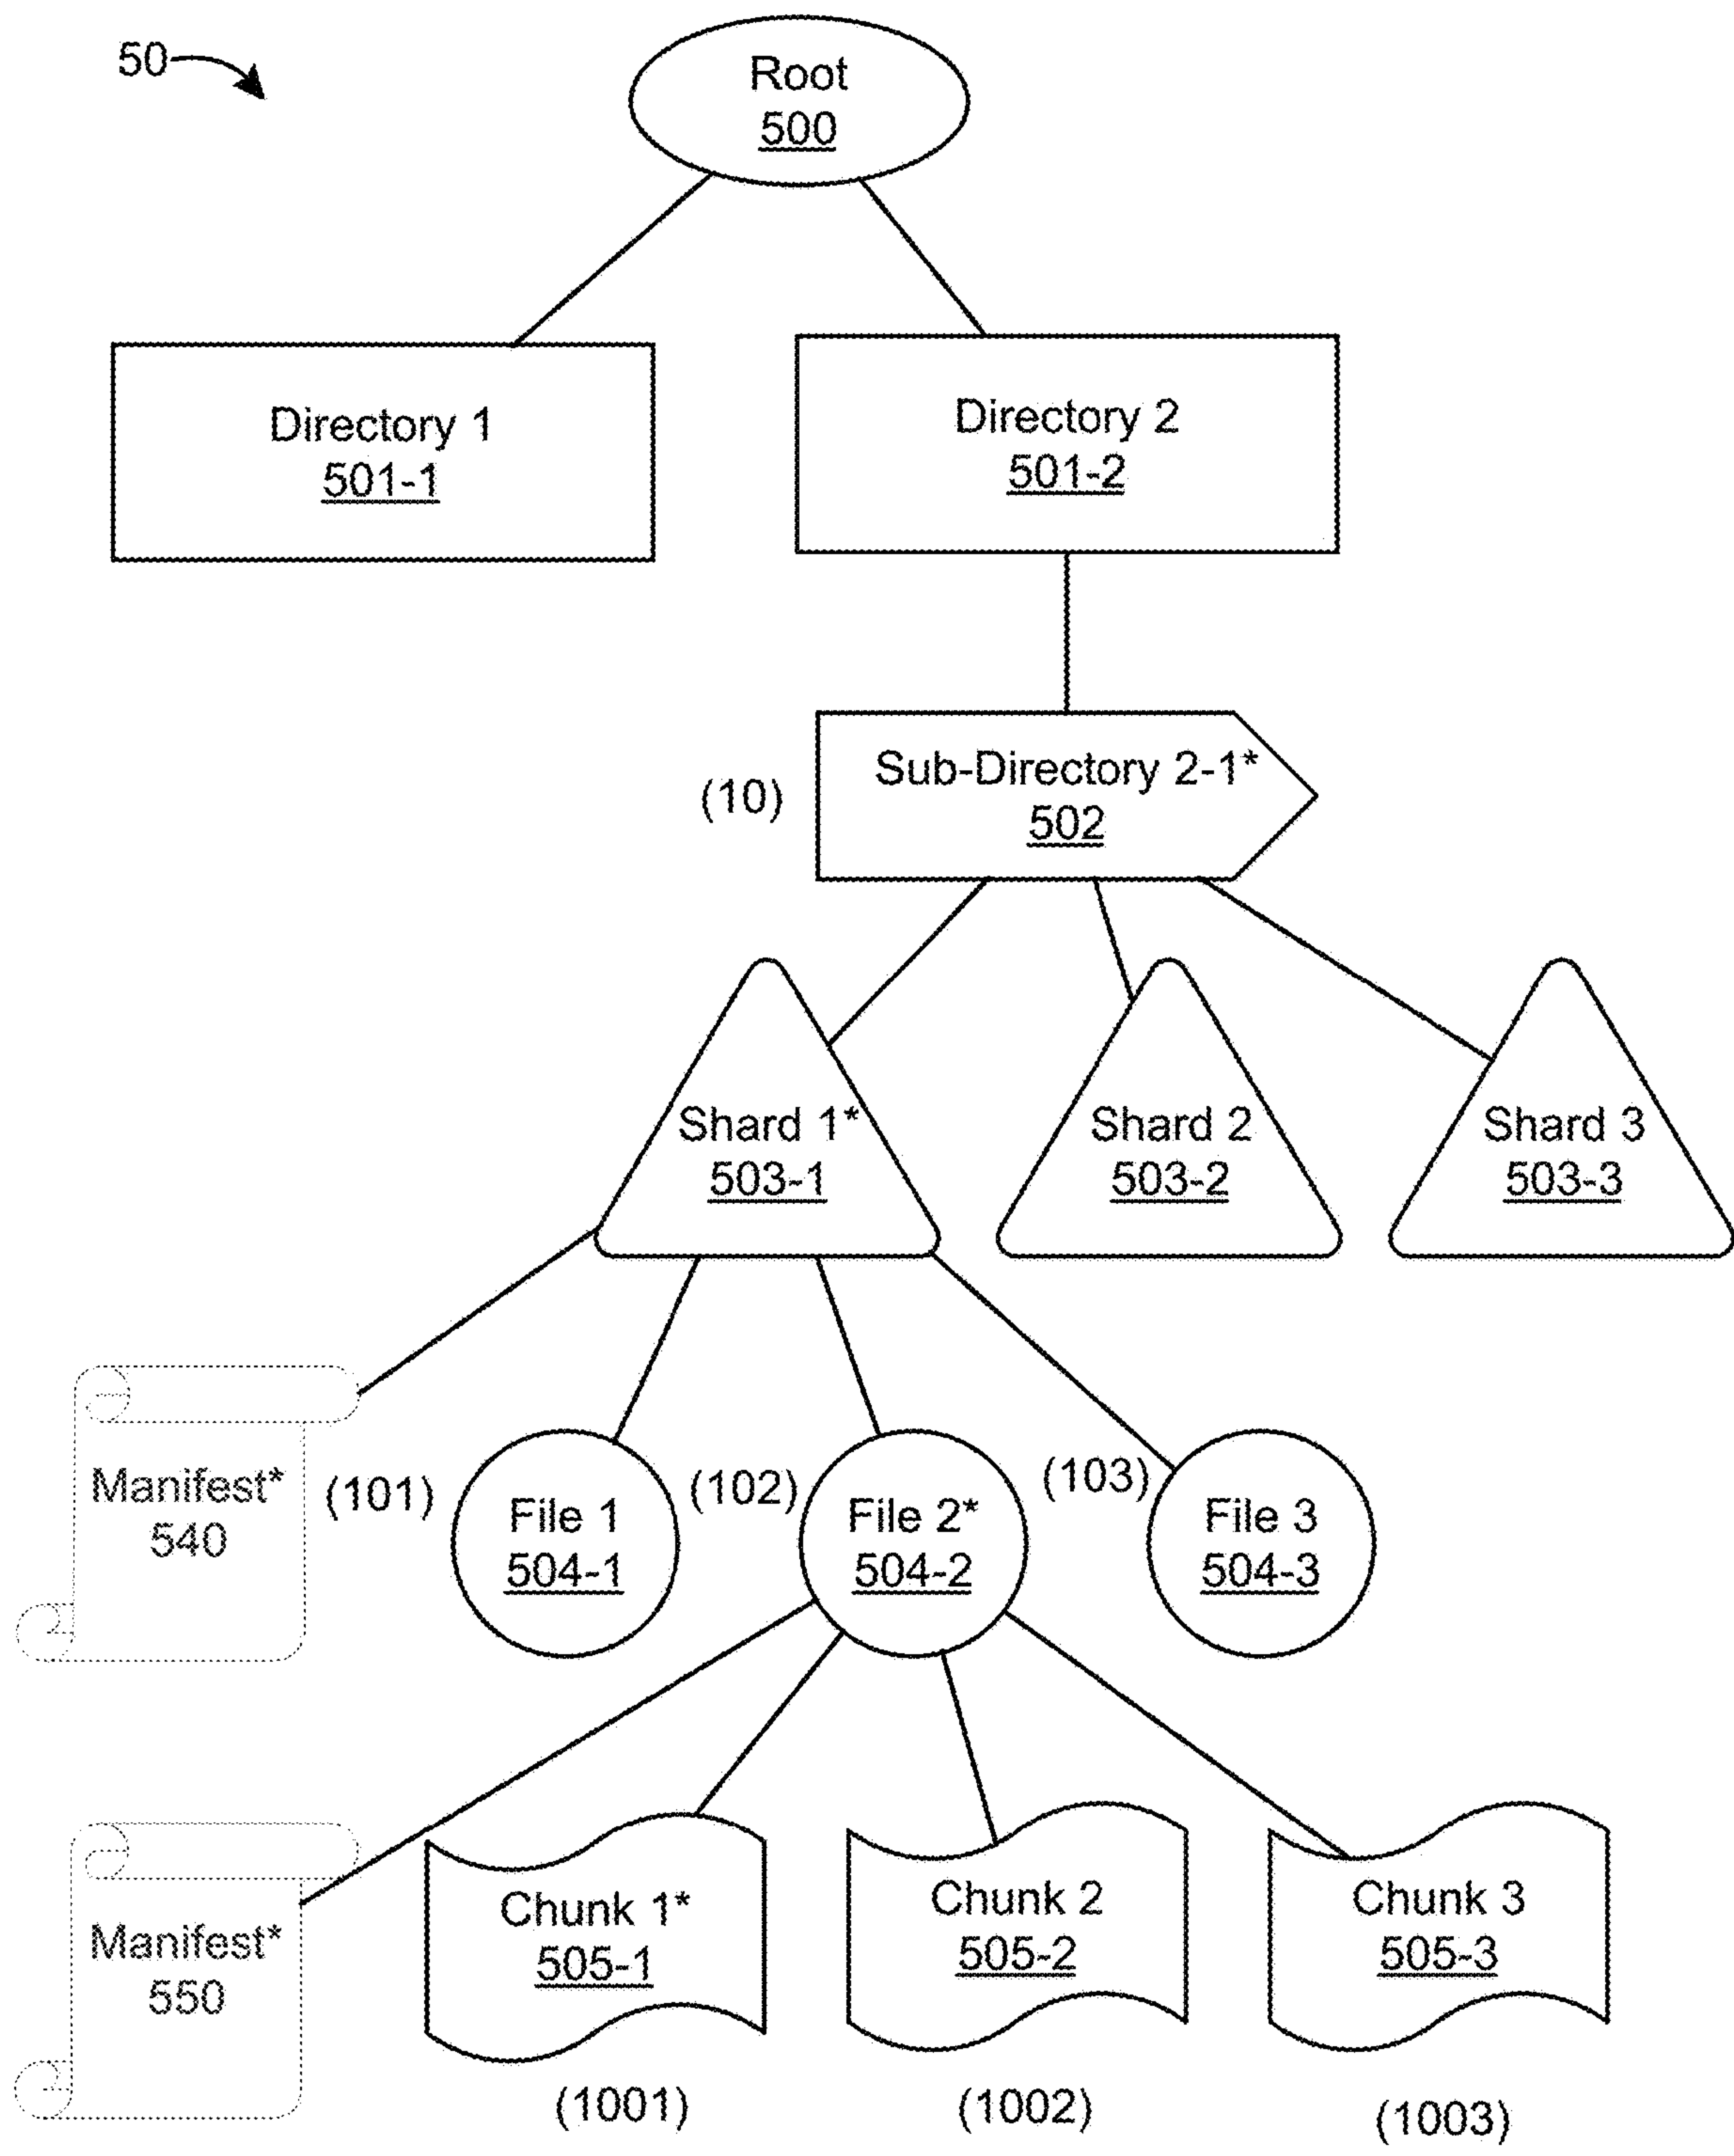 50
Root
500
Directory 1
501-1
Directory 2
501-2
(10)
Sub-Directory 2-1*
502
Shard 1*
503-1
Shard 2
503-2
Shard 3
503-3
Manifest*
540
(101)
File 1
504-1
(102)
File 2*
504-2
(103)
File 3
504-3
Manifest*
550
Chunk 1*
505-1
Chunk 2
505-2
Chunk 3
505-3
(1001)
(1002)
(1003)